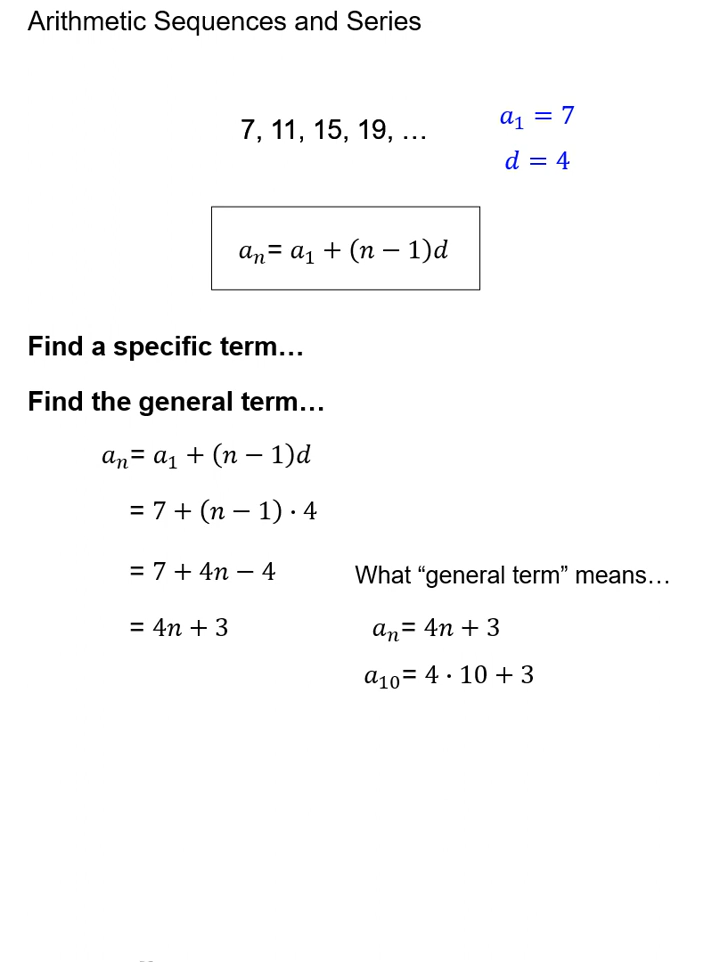 Arithmetic Sequences and Series
7, 11, 15, 19, …
a₁ = 7
d = 4
aₙ= a₁ + (n − 1)d
Find a specific term…
Find the general term…
aₙ= a₁ + (n − 1)d
= 7 + (n − 1) · 4
= 7 + 4n − 4
What “general term” means…
= 4n + 3
aₙ= 4n + 3
a₁₀= 4 · 10 + 3